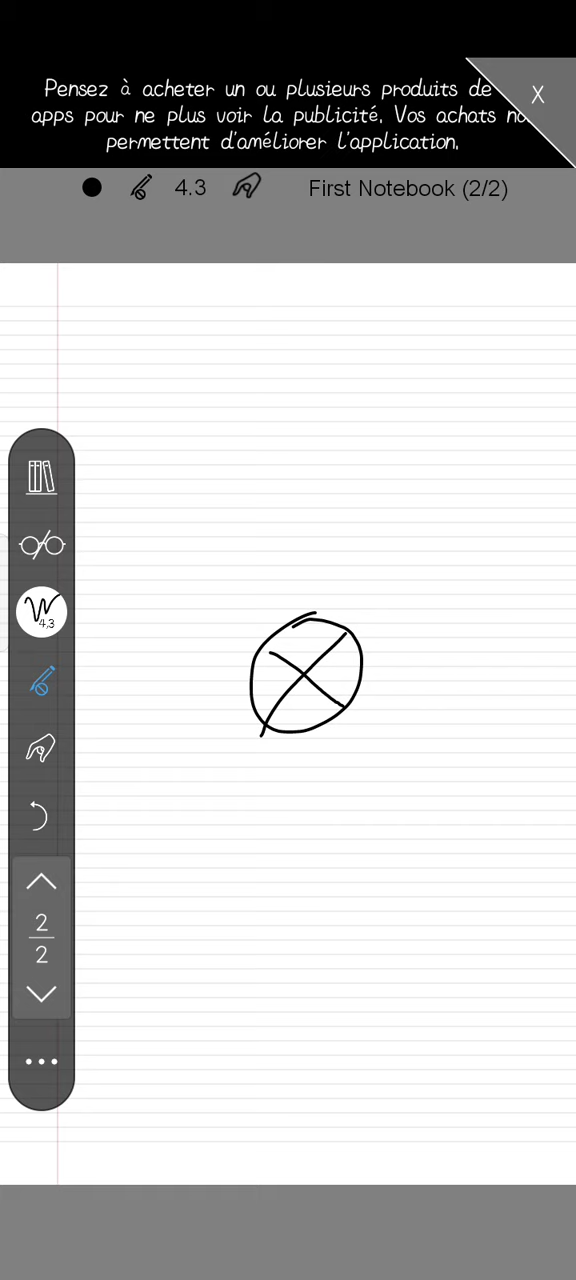 Pensez à acheter un ou plusieurs produits de
apps pour ne plus voir la publicité. Vos achats
permettent d'améliorer l'application.
X
4.3
First Notebook (2/2)
4,3
2
2